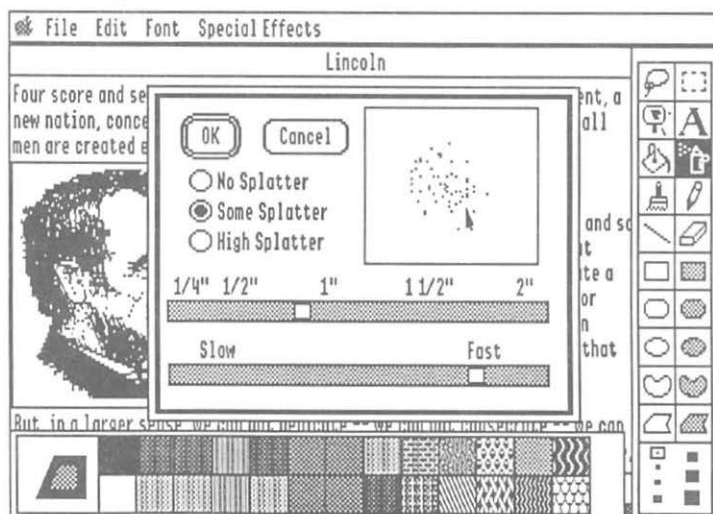 File Edit Font Special Effects
Lincoln
Four score and se
ent, a
new nation, conce
all
men are created e
OK
Cancel
No Splatter
Some Splatter
High Splatter
and so
t
ate a
or
n
that
1/4" 1/2" 1" 1 1/2" 2"
Slow Fast
But, in a larger sense, we can not dedicate -- we can not consecrate -- we can
A